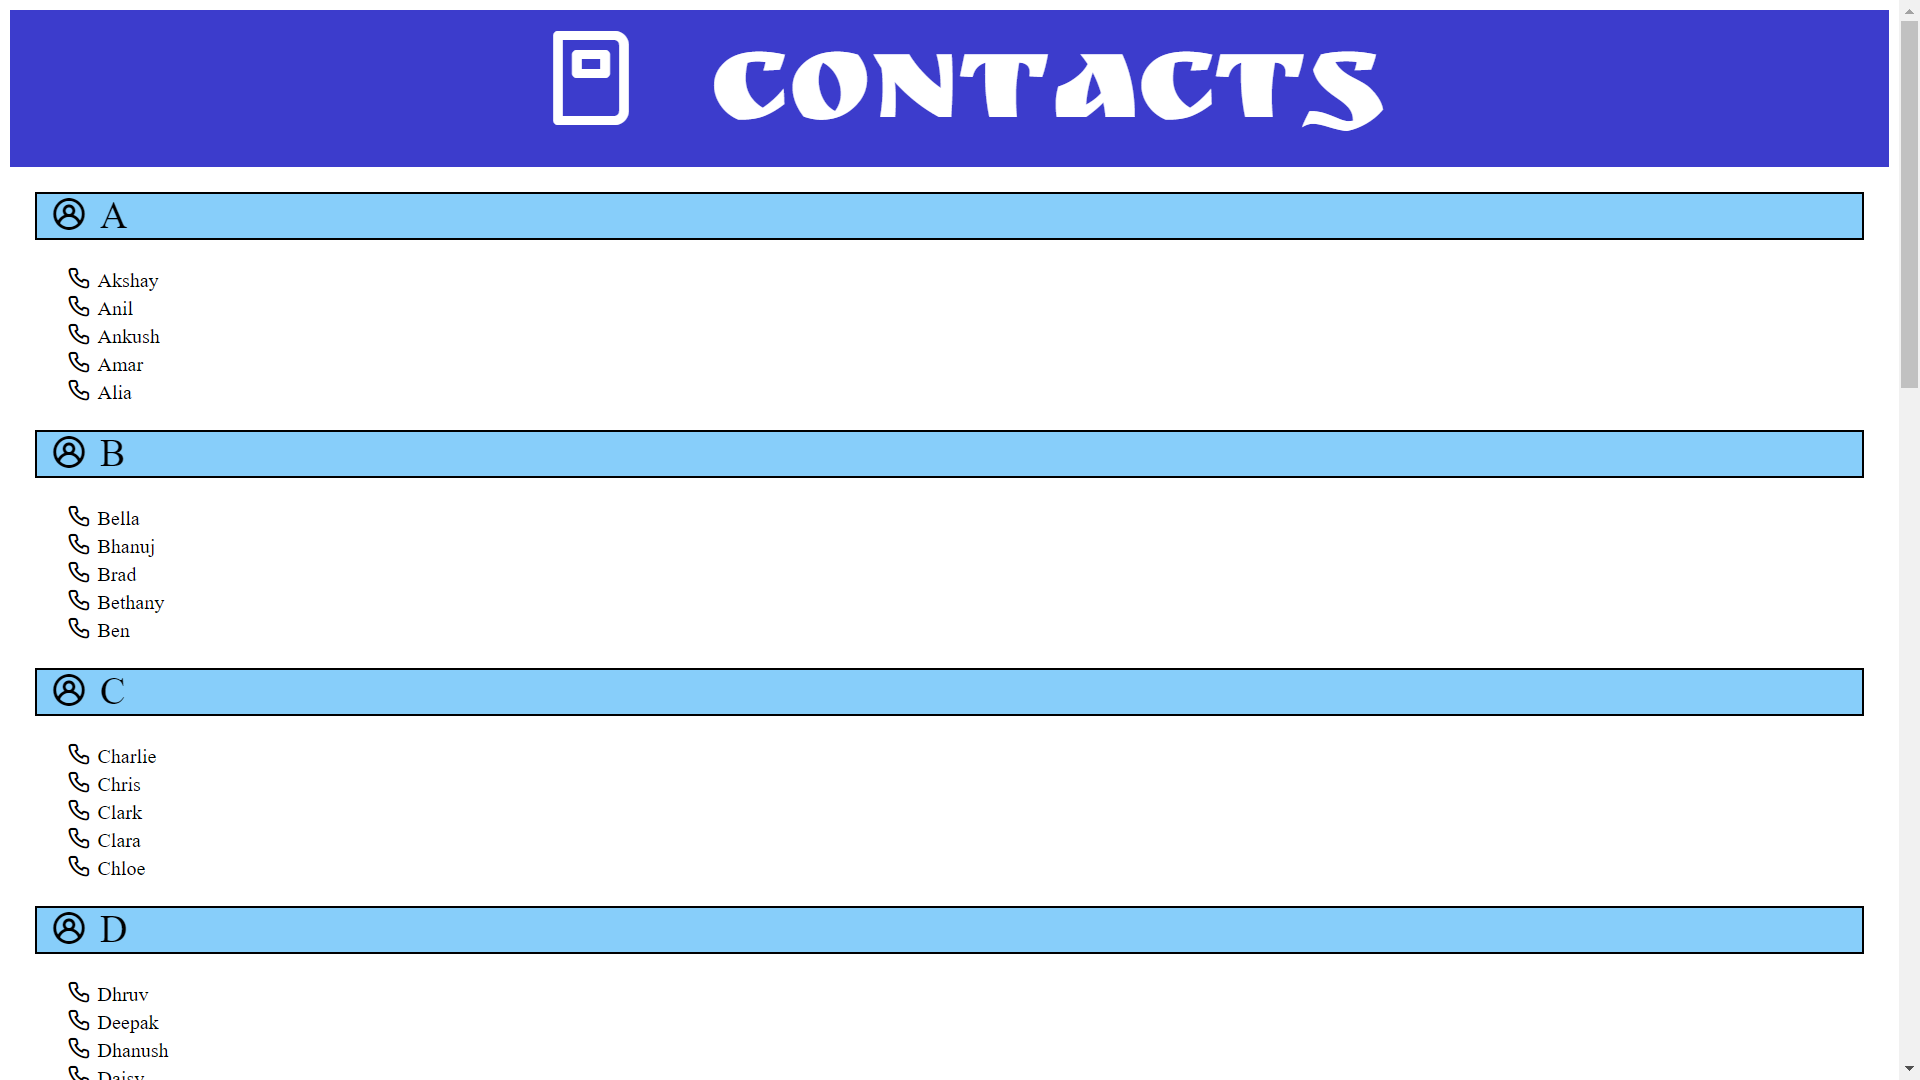 CONTACTS
A
Akshay
Anil
Ankush
Amar
Alia
B
Bella
Bhanuj
Brad
Bethany
Ben
C
Charlie
Chris
Clark
Clara
Chloe
D
Dhruv
Deepak
Dhanush
Daisy